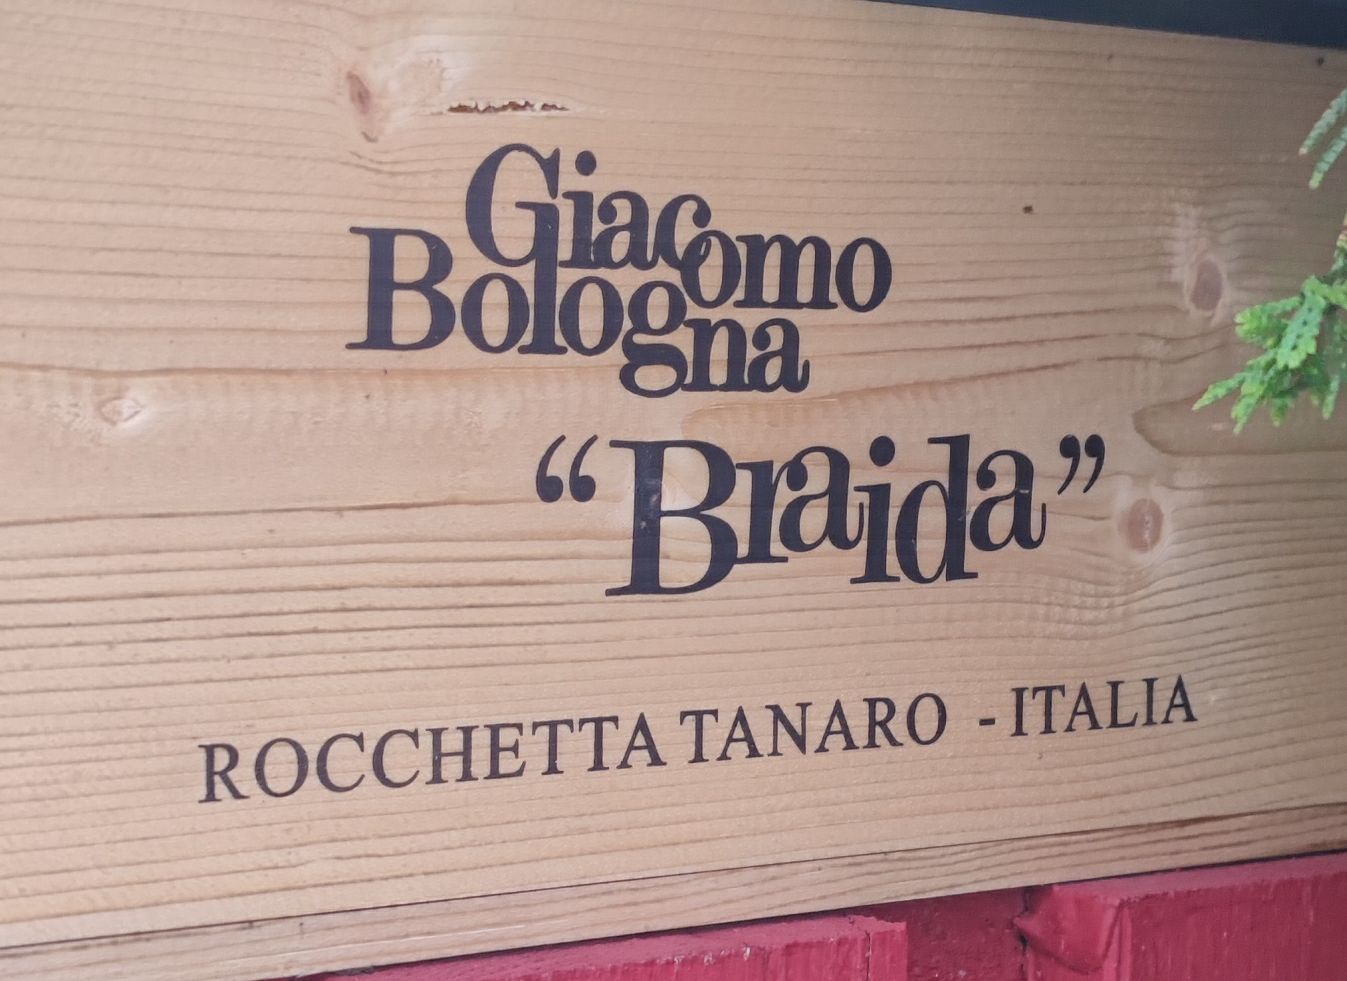 Giacomo
Bologna
“Braida”
ROCCHETTA TANARO - ITALIA